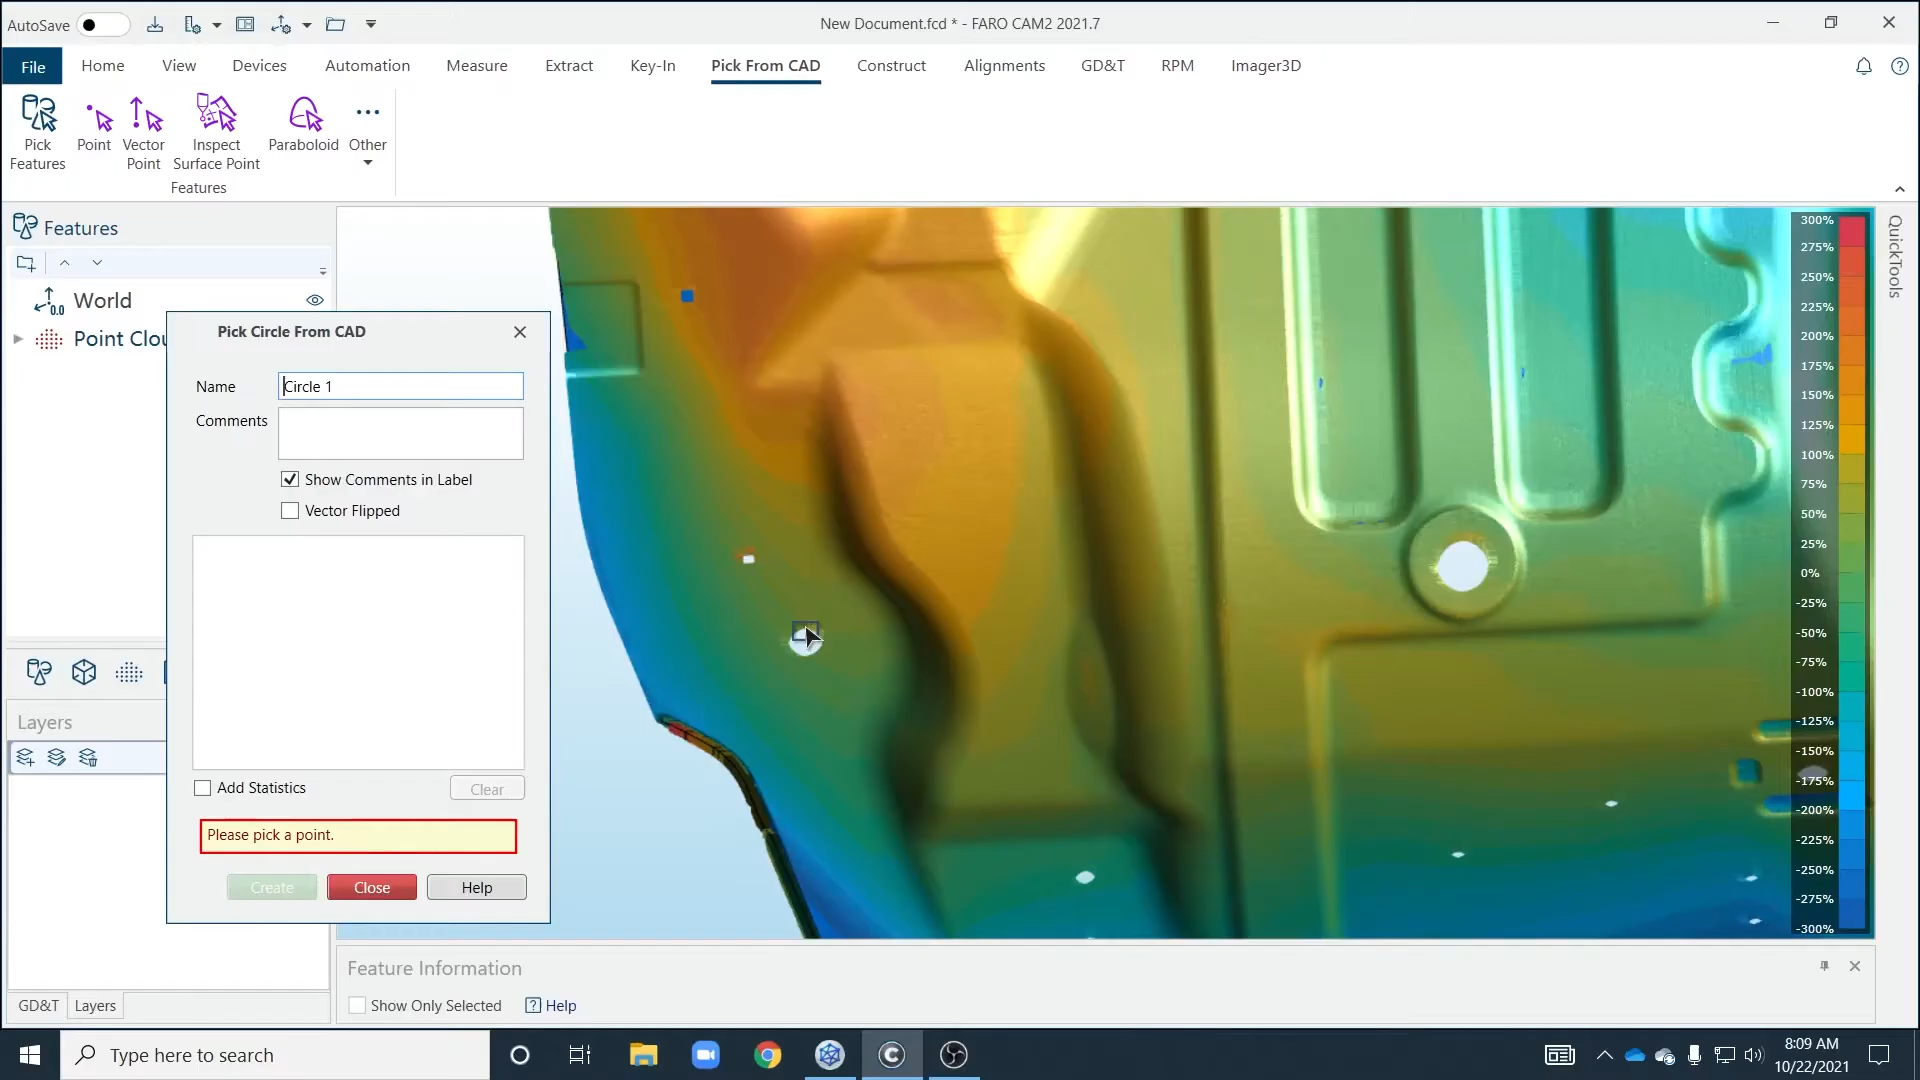 AutoSave
New Document.fcd * - FARO CAM2 2021.7
File Home View Devices Automation Measure Extract Key-In Pick From CAD Construct Alignments GD&T RPM Imager3D
Pick Features
Point
Vector Point
Inspect Surface Point
Paraboloid
Other
Features
Features
World
Point Clou
Pick Circle From CAD
Name
Circle 1
Comments
Show Comments in Label
Vector Flipped
Add Statistics
Clear
Please pick a point.
Create
Close
Help
Layers
GD&T
Layers
300%
275%
250%
225%
200%
175%
150%
125%
100%
75%
50%
25%
0%
-25%
-50%
-75%
-100%
-125%
-150%
-175%
-200%
-225%
-250%
-275%
-300%
QuickTools
Feature Information
Show Only Selected
Help
Type here to search
8:09 AM
10/22/2021